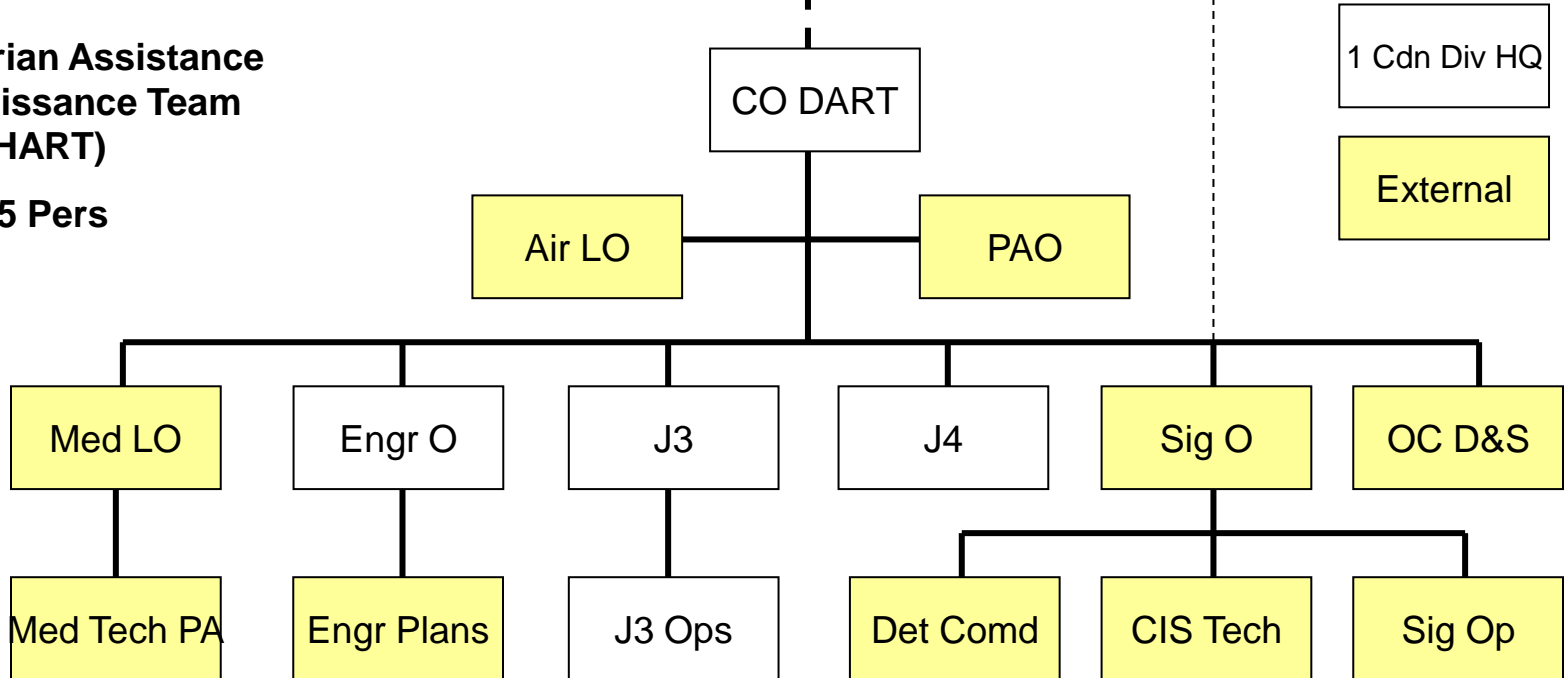 rian Assistance
issance Team
HART)
5 Pers
CO DART
1 Cdn Div HQ
External
Air LO
PAO
Med LO
Engr O
J3
J4
Sig O
OC D&S
Med Tech PA
Engr Plans
J3 Ops
Det Comd
CIS Tech
Sig Op